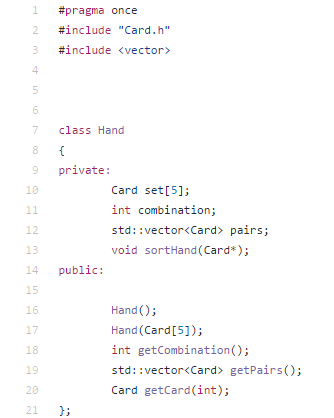 1 #pragma once
2 #include "Card.h"
3 #include <vector>
4
5
6
7 class Hand
8 {
9 private:
10 Card set[5];
11 int combination;
12 std::vector<Card> pairs;
13 void sortHand(Card*);
14 public:
15
16 Hand();
17 Hand(Card[5]);
18 int getCombination();
19 std::vector<Card> getPairs();
20 Card getCard(int);
21 };